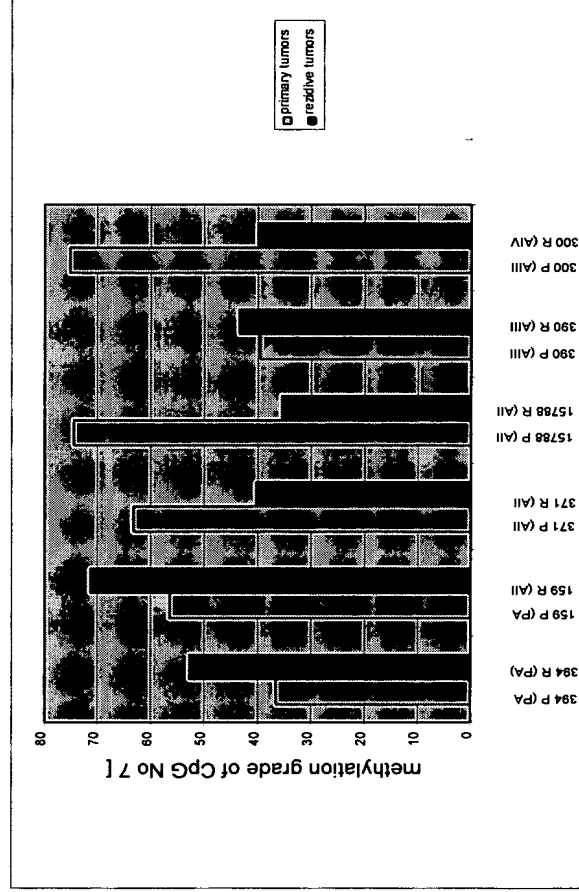 primary tumors
rezidive tumors
80
70
60
50
40
30
20
10
0
methylation grade of CpG No 7 [
394 P (PA)
394 R (PA)
159 P (PA)
159 R (AII
371 P (AII
371 R (AII
15788 P (AII
15788 R (AII
390 P (AIII
390 R (AIII
300 P (AIII
300 R (AIV